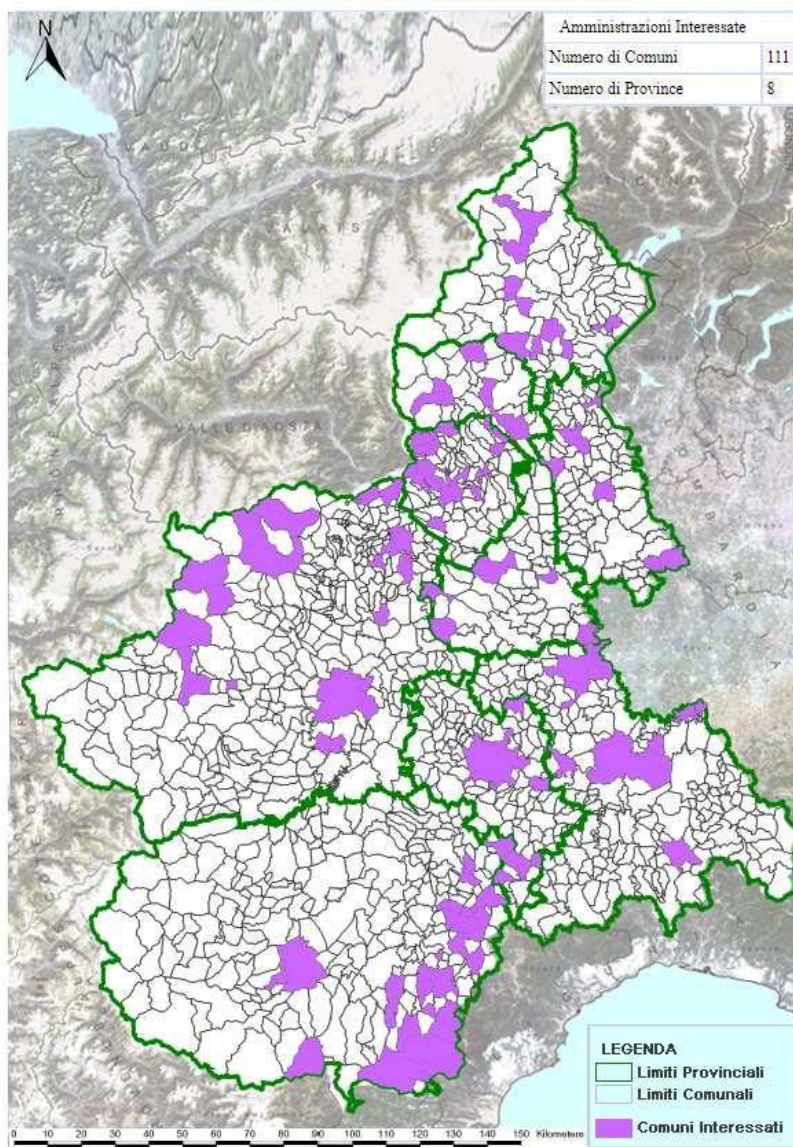 N
Amministrazioni Interessate
Numero di Comuni 111
Numero di Province 8
VALAIS
VALLE D'AOSTA
LEGENDA
Limiti Provinciali
Limiti Comunali
Comuni Interessati
0 10 20 30 40 50 60 70 80 90 100 110 120 130 140 150 Kilometers